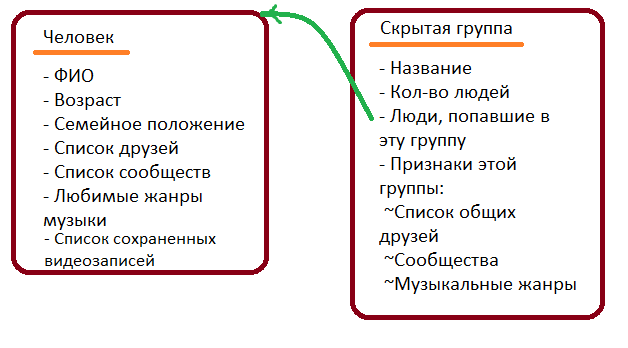 Человек
- ФИО
- Возраст
- Семейное положение
- Список друзей
- Список сообществ
- Любимые жанры
музыки
- Список сохраненных
видеозаписей
Скрытая группа
- Название
- Кол-во людей
- Люди, попавшие в
эту группу
- Признаки этой
группы:
~Список общих
друзей
~Сообщества
~Музыкальные жанры